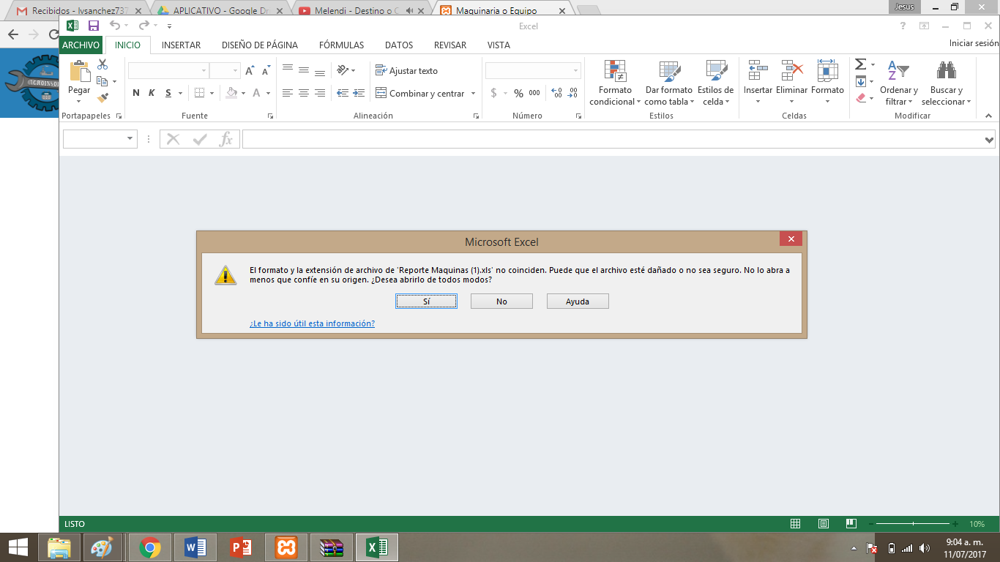 Recibidos - lvsanchez737
APLICATIVO - Google Dr
Melendi - Destino o C
Maquinaria o Equipo
Jesus
Excel
ARCHIVO INICIO INSERTAR DISEÑO DE PÁGINA FÓRMULAS DATOS REVISAR VISTA
Iniciar sesión
Pegar
N K S
A A
A
Ajustar texto
Combinar y centrar
$ % 000
Formato condicional
Dar formato como tabla
Estilos de celda
Insertar Eliminar Formato
Ordenar y filtrar
Buscar y seleccionar
Portapapeles Fuente Alineación Número Estilos Celdas Modificar
fx
Microsoft Excel
El formato y la extensión de archivo de 'Reporte Maquinas (1).xls' no coinciden. Puede que el archivo esté dañado o no sea seguro. No lo abra a
menos que confíe en su origen. ¿Desea abrirlo de todos modos?
Sí No Ayuda
¿Le ha sido útil esta información?
LISTO
10%
9:04 a. m.
11/07/2017